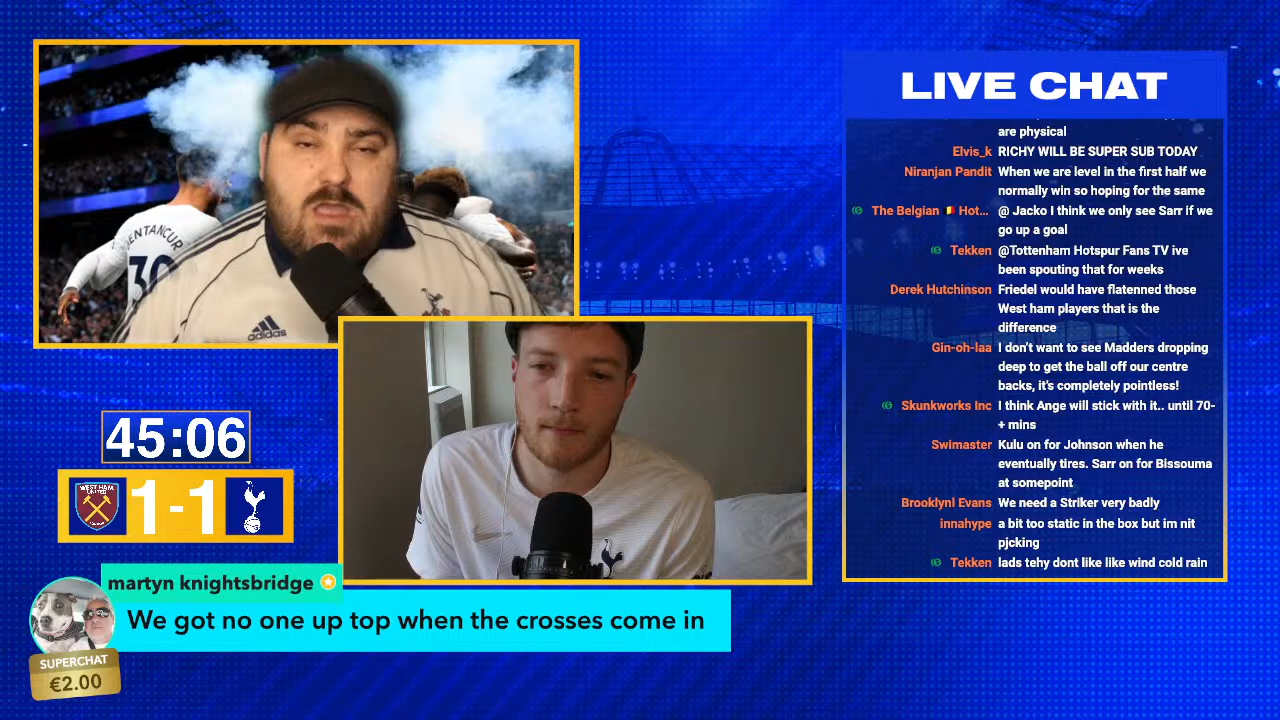 ENTANCUR
30
adidas
45:06
WEST HAM
UNITED
1-1
martyn knightsbridge
We got no one up top when the crosses come in
SUPERCHAT
€2.00
LIVE CHAT
are physical
Elvis_k RICHY WILL BE SUPER SUB TODAY
Niranjan Pandit When we are level in the first half we
normally win so hoping for the same
The Belgian Hot... @ Jacko I think we only see Sarr if we
go up a goal
Tekken @Tottenham Hotspur Fans TV ive
been spouting that for weeks
Derek Hutchinson Friedel would have flatenned those
West ham players that is the
difference
Gin-oh-laa I don't want to see Madders dropping
deep to get the ball off our centre
backs, it's completely pointless!
Skunkworks Inc I think Ange will stick with it.. until 70-
+ mins
Swimaster Kulu on for Johnson when he
eventually tires. Sarr on for Bissouma
at somepoint
Brooklynl Evans We need a Striker very badly
innahype a bit too static in the box but im nit
pjcking
Tekken lads tehy dont like like wind cold rain